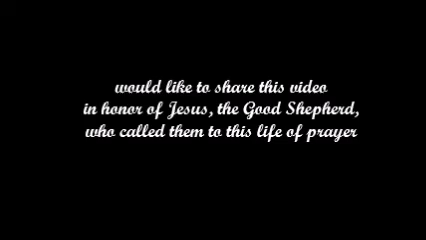 would like to share this video
in honor of Jesus, the Good Shepherd,
who called them to this life of prayer